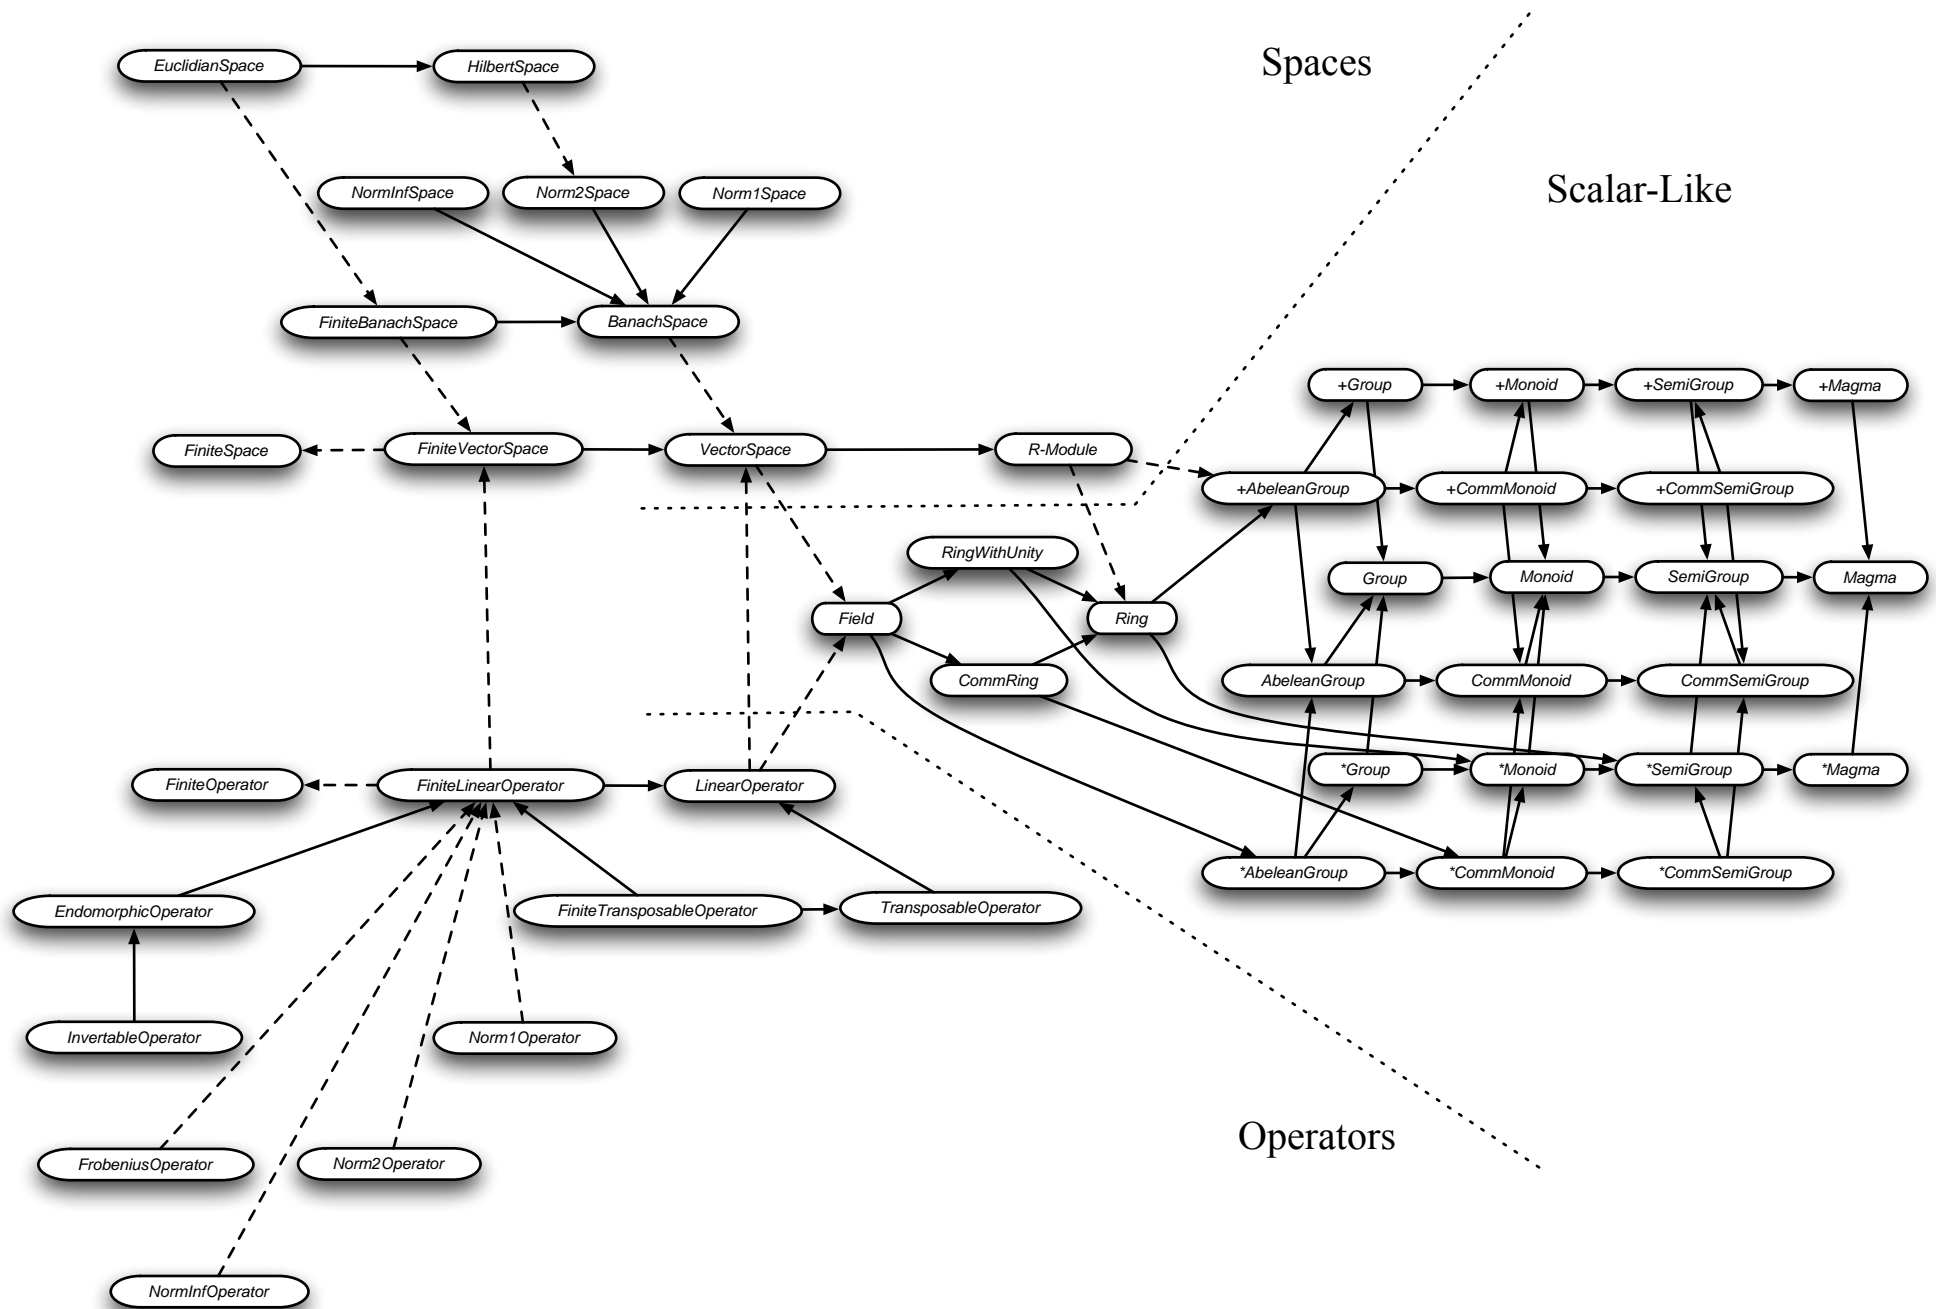 Spaces
EuclidianSpace
HilbertSpace
Scalar-Like
NormInfSpace
Norm2Space
Norm1Space
FiniteBanachSpace
BanachSpace
+Group
+Monoid
+SemiGroup
+Magma
FiniteSpace
FiniteVectorSpace
VectorSpace
R-Module
+AbeleanGroup
+CommMonoid
+CommSemiGroup
RingWithUnity
Group
Monoid
SemiGroup
Magma
Field
Ring
CommRing
AbeleanGroup
CommMonoid
CommSemiGroup
FiniteOperator
FiniteLinearOperator
LinearOperator
*Group
*Monoid
*SemiGroup
*Magma
*AbeleanGroup
*CommMonoid
*CommSemiGroup
EndomorphicOperator
FiniteTransposableOperator
TransposableOperator
InvertableOperator
Norm1Operator
Operators
FrobeniusOperator
Norm2Operator
NormInfOperator